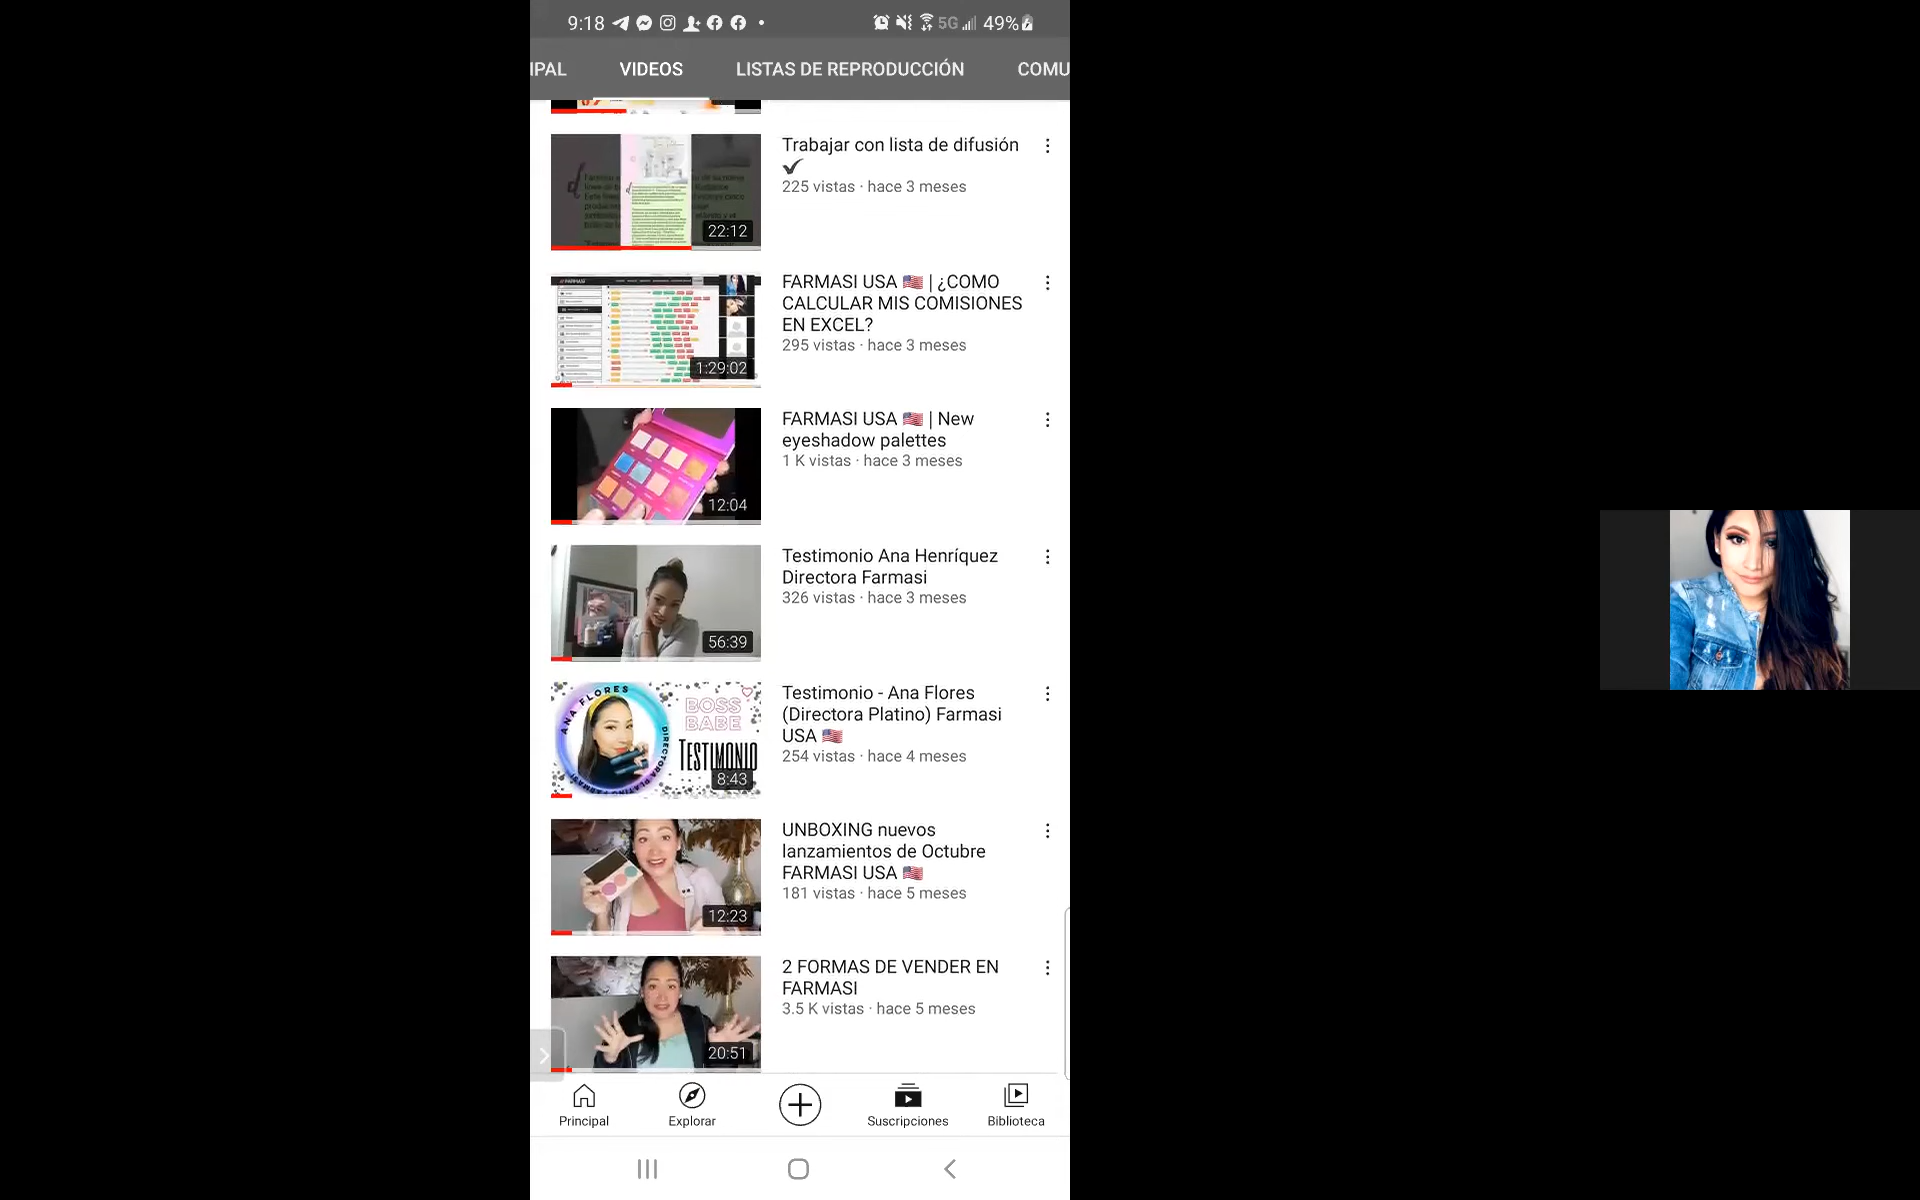 9:18
5G 49%
IPAL VIDEOS LISTAS DE REPRODUCCIÓN COMU
Trabajar con lista de difusión
✔
225 vistas · hace 3 meses
22:12
FARMASI USA 🇺🇸 | ¿COMO
CALCULAR MIS COMISIONES
EN EXCEL?
295 vistas · hace 3 meses
FARMASI
1:29:02
FARMASI USA 🇺🇸 | New
eyeshadow palettes
1 K vistas · hace 3 meses
12:04
Testimonio Ana Henríquez
Directora Farmasi
326 vistas · hace 3 meses
56:39
Testimonio - Ana Flores
(Directora Platino) Farmasi
USA 🇺🇸
254 vistas · hace 4 meses
ANA FLORES
DIRECTORA PLATINO FARMASI
BOSS
BABE
TESTIMONIO
8:43
UNBOXING nuevos
lanzamientos de Octubre
FARMASI USA 🇺🇸
181 vistas · hace 5 meses
12:23
2 FORMAS DE VENDER EN
FARMASI
3.5 K vistas · hace 5 meses
20:51
Principal Explorar Suscripciones Biblioteca